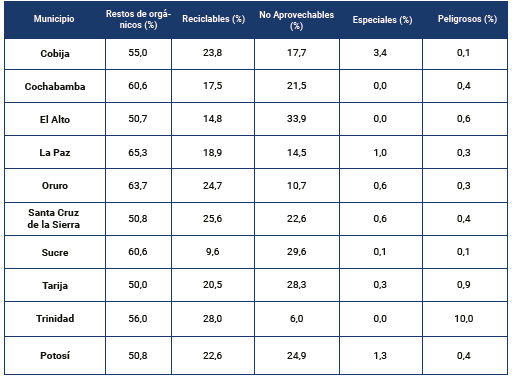 Municipio Restos de orgá-
nicos (%) Reciclables (%) No Aprovechables
(%) Especiales (%) Peligrosos (%)
Cobija 55,0 23,8 17,7 3,4 0,1
Cochabamba 60,6 17,5 21,5 0,0 0,4
El Alto 50,7 14,8 33,9 0,0 0,6
La Paz 65,3 18,9 14,5 1,0 0,3
Oruro 63,7 24,7 10,7 0,6 0,3
Santa Cruz
de la Sierra 50,8 25,6 22,6 0,6 0,4
Sucre 60,6 9,6 29,6 0,1 0,1
Tarija 50,0 20,5 28,3 0,3 0,9
Trinidad 56,0 28,0 6,0 0,0 10,0
Potosí 50,8 22,6 24,9 1,3 0,4